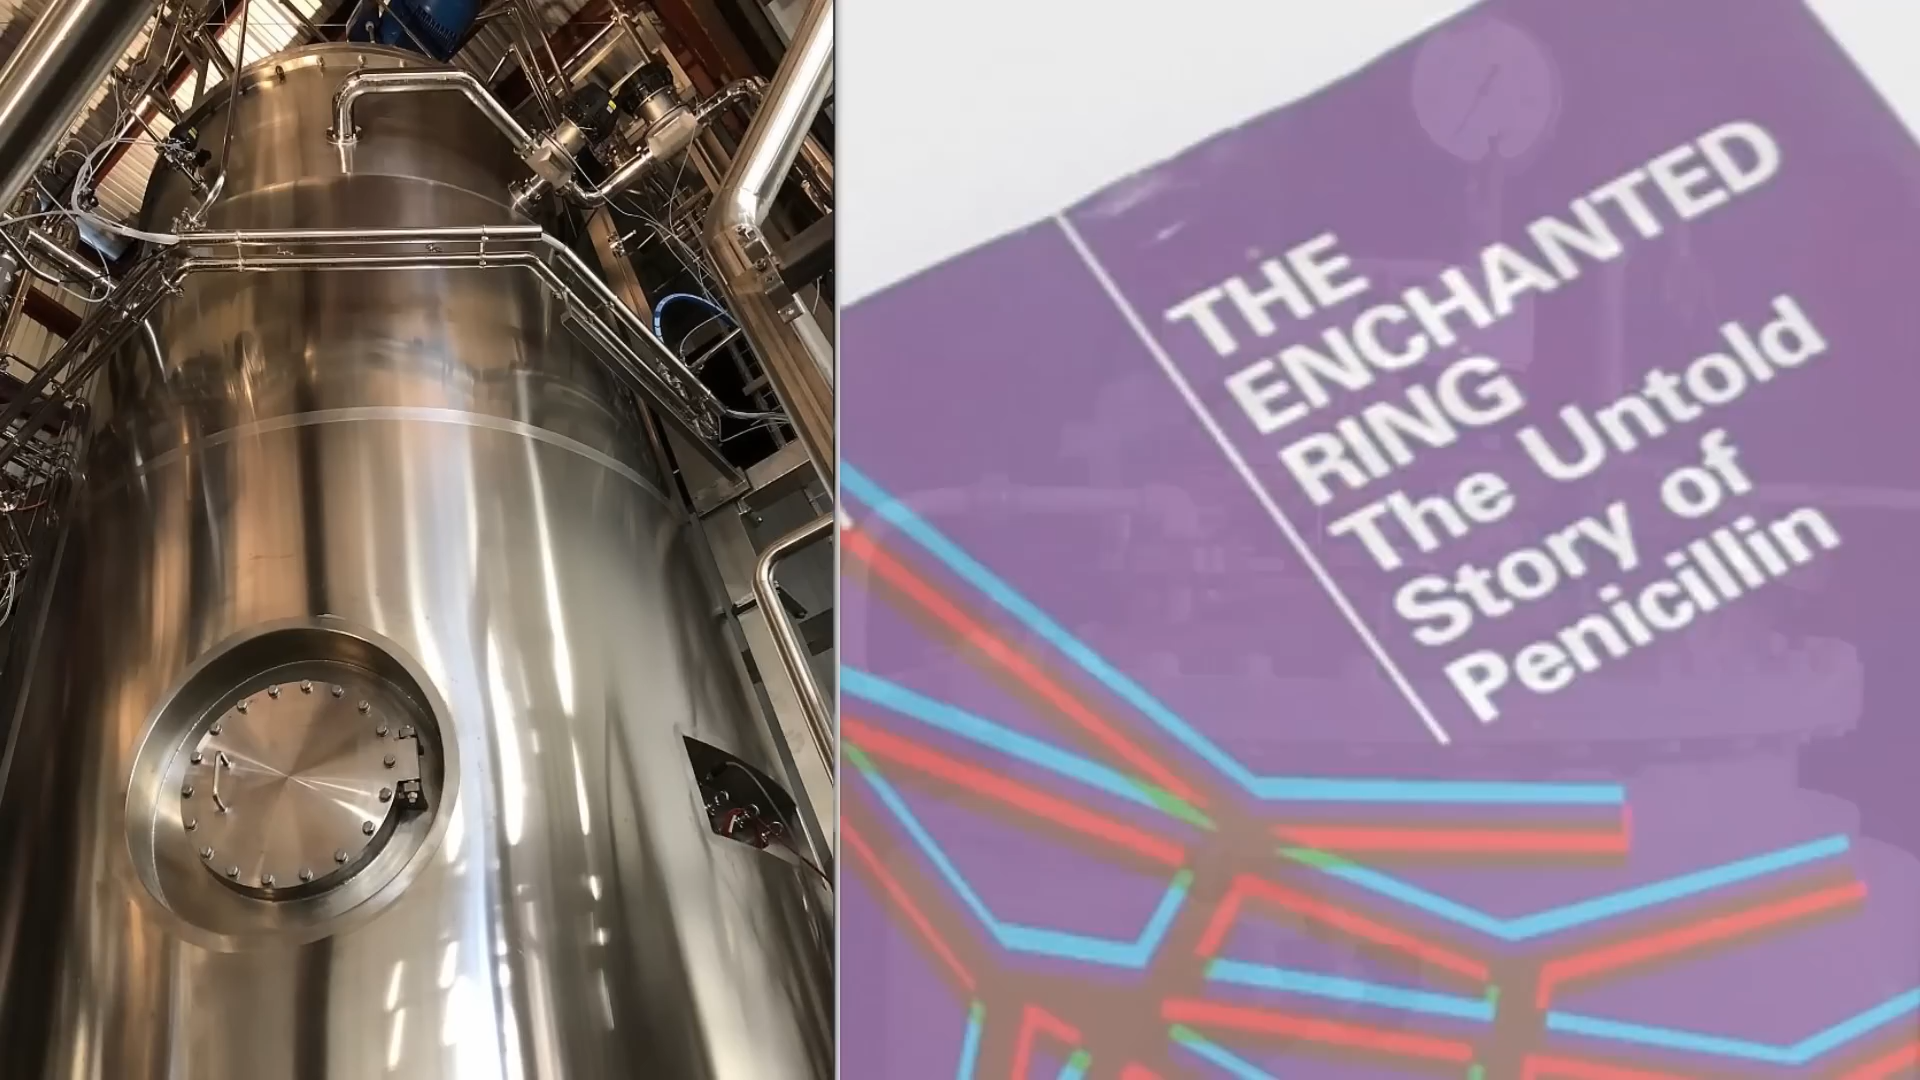 THE
ENCHANTED
RING
The Untold
Story of
Penicillin